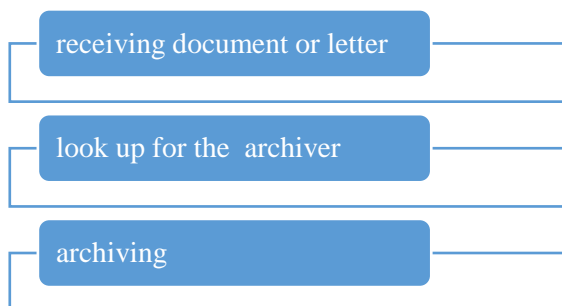 receiving document or letter
look up for the archiver
archiving